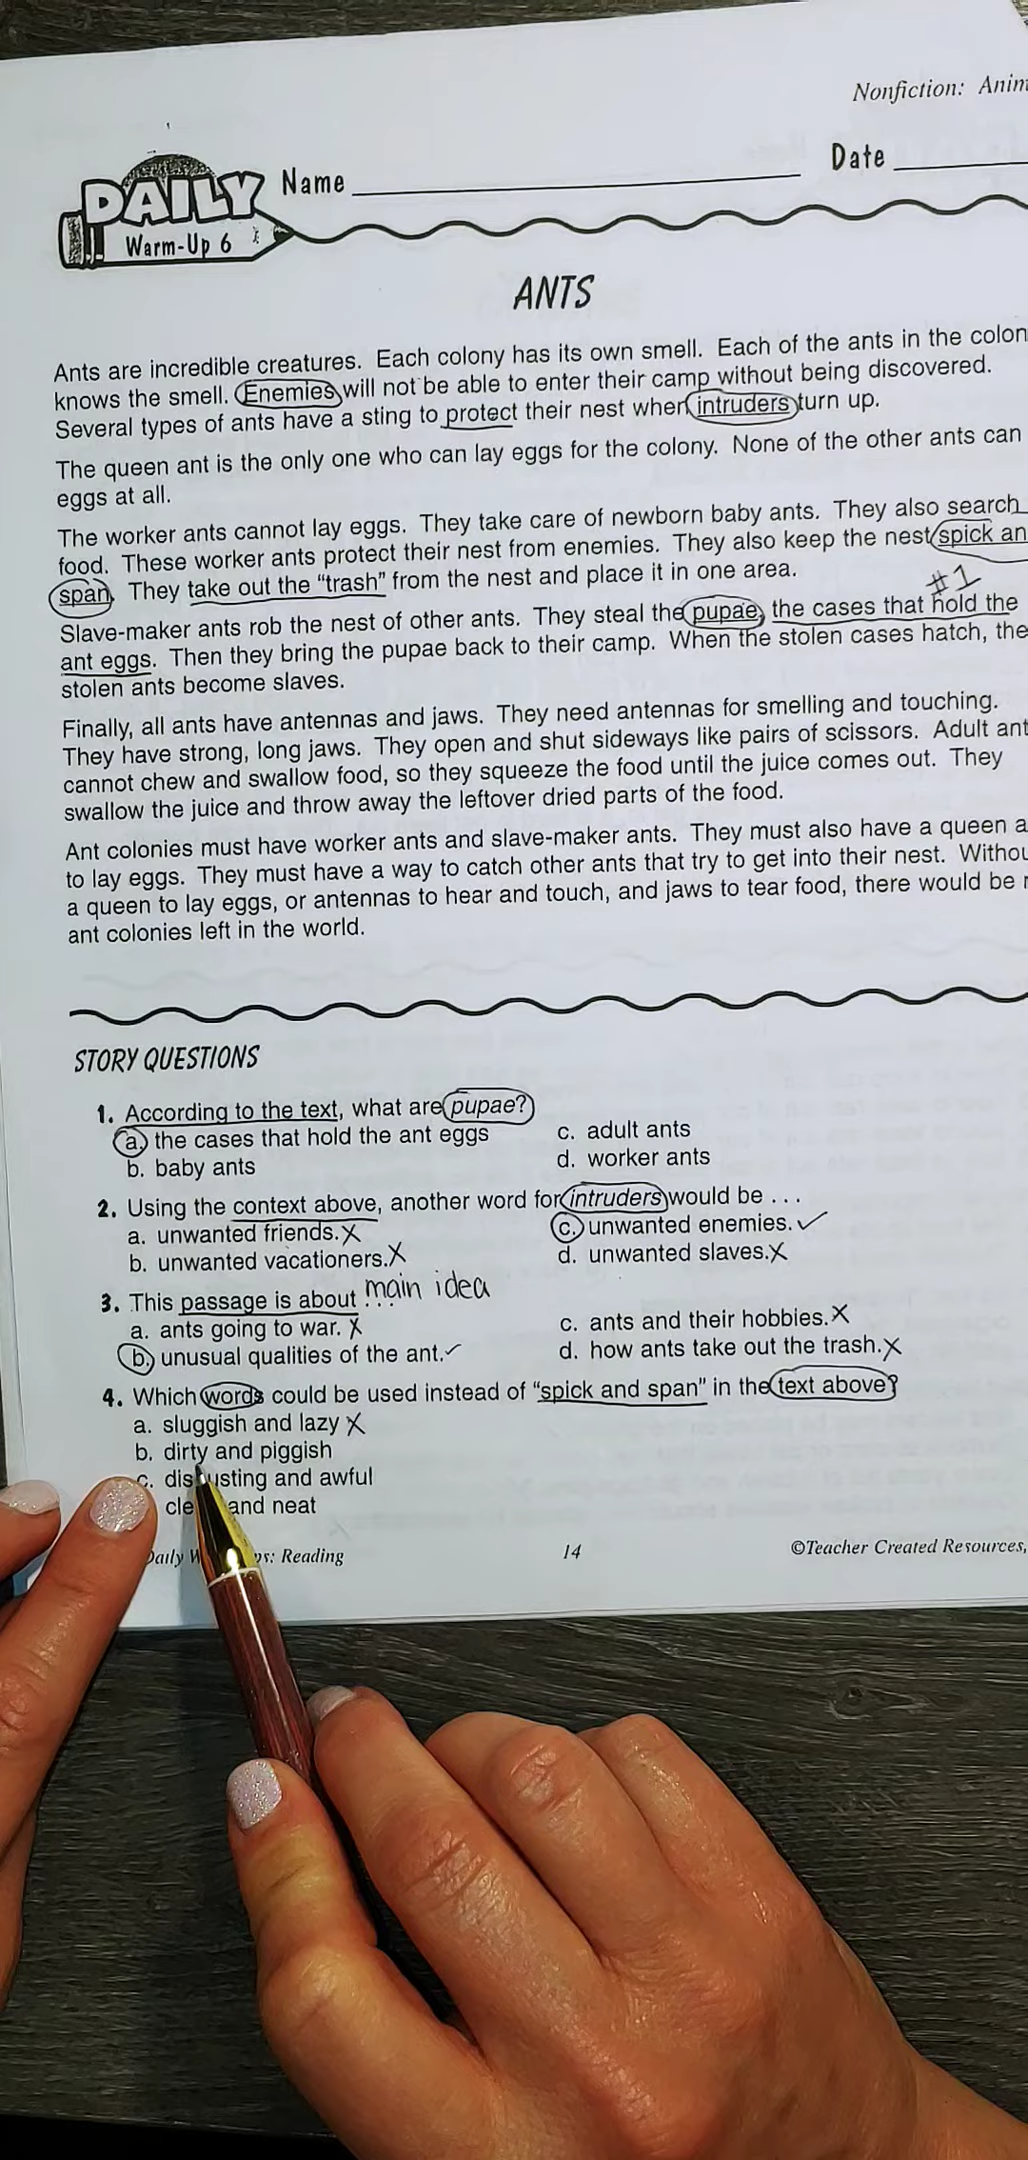 Nonfiction: Anim
DAILY
Warm-Up 6
Name
Date
ANTS
Ants are incredible creatures. Each colony has its own smell. Each of the ants in the colon
knows the smell. Enemies will not be able to enter their camp without being discovered.
Several types of ants have a sting to protect their nest when intruders turn up.
The queen ant is the only one who can lay eggs for the colony. None of the other ants can
eggs at all.
The worker ants cannot lay eggs. They take care of newborn baby ants. They also search
food. These worker ants protect their nest from enemies. They also keep the nest spick an
span. They take out the "trash" from the nest and place it in one area.
#1
Slave-maker ants rob the nest of other ants. They steal the pupae, the cases that hold the
ant eggs. Then they bring the pupae back to their camp. When the stolen cases hatch, the
stolen ants become slaves.
Finally, all ants have antennas and jaws. They need antennas for smelling and touching.
They have strong, long jaws. They open and shut sideways like pairs of scissors. Adult ant
cannot chew and swallow food, so they squeeze the food until the juice comes out. They
swallow the juice and throw away the leftover dried parts of the food.
Ant colonies must have worker ants and slave-maker ants. They must also have a queen a
to lay eggs. They must have a way to catch other ants that try to get into their nest. Withou
a queen to lay eggs, or antennas to hear and touch, and jaws to tear food, there would be
ant colonies left in the world.
STORY QUESTIONS
1. According to the text, what are pupae?
a. the cases that hold the ant eggs
b. baby ants
c. adult ants
d. worker ants
2. Using the context above, another word for intruders would be . . .
a. unwanted friends. X
b. unwanted vacationers. X
c. unwanted enemies. ✓
d. unwanted slaves. X
3. This passage is about . . . main idea
a. ants going to war. X
b. unusual qualities of the ant. ✓
c. ants and their hobbies. X
d. how ants take out the trash. X
4. Which words could be used instead of "spick and span" in the text above?
a. sluggish and lazy X
b. dirty and piggish
c. disgusting and awful
and neat
: Reading
14
©Teacher Created Resources,